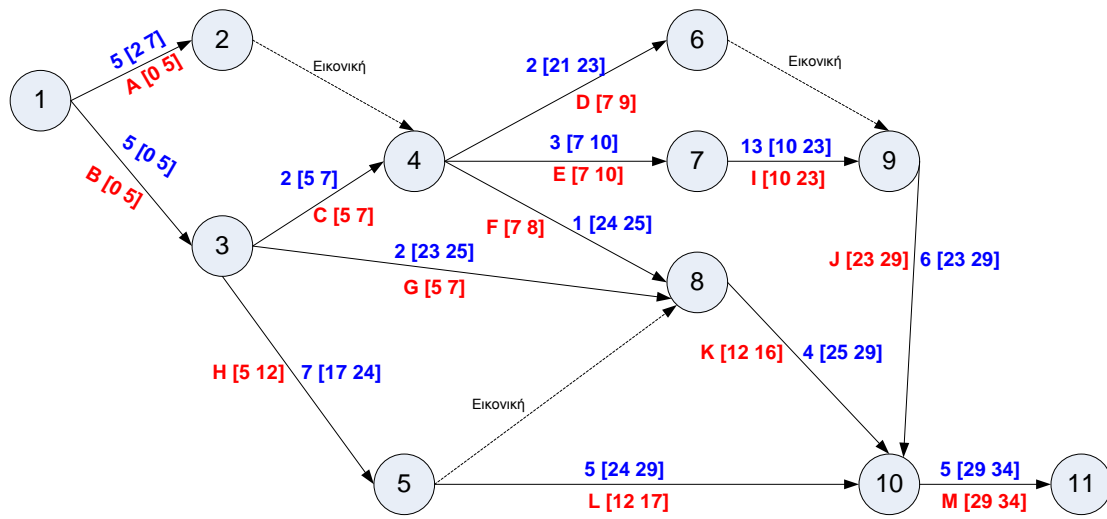 1
5 [2 7]
A [0 5]
2
Εικονική
5 [0 5]
B [0 5]
3
2 [5 7]
C [5 7]
4
2 [21 23]
D [7 9]
6
Εικονική
3 [7 10]
E [7 10]
7
13 [10 23]
I [10 23]
9
F [7 8]
1 [24 25]
2 [23 25]
G [5 7]
8
J [23 29]
6 [23 29]
H [5 12]
7 [17 24]
K [12 16]
4 [25 29]
Εικονική
5
5 [24 29]
L [12 17]
10
5 [29 34]
M [29 34]
11